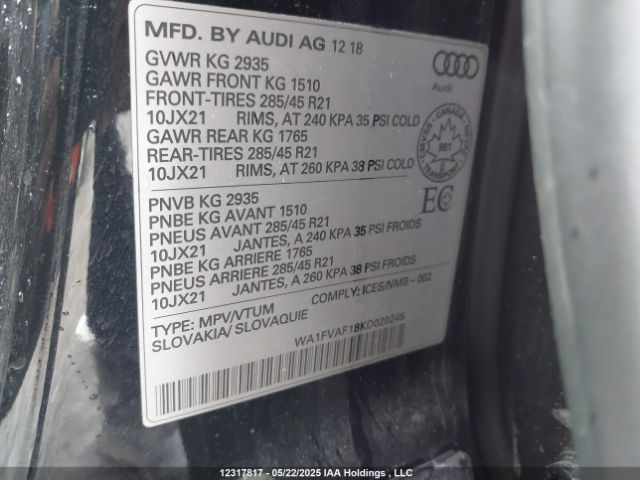 MFD. BY AUDI AG 12 18
GVWR KG 2935
GAWR FRONT KG 1510
FRONT-TIRES 285/45 R21
10JX21 RIMS, AT 240 KPA 35 PSI COLD
GAWR REAR KG 1765
REAR-TIRES 285/45 R21
10JX21 RIMS, AT 260 KPA 38 PSI COLD
Audi
CANADA
CMVSS NSVAC
961
TRANSPORT
EC
PNVB KG 2935
PNBE KG AVANT 1510
PNEUS AVANT 285/45 R21
10JX21 JANTES, A 240 KPA 35 PSI FROIDS
PNBE KG ARRIERE 1765
PNEUS ARRIERE 285/45 R21
10JX21 JANTES, A 260 KPA 38 PSI FROIDS
COMPLY: ICES/NMB - 002
TYPE: MPV/VTUM
SLOVAKIA/ SLOVAQUIE
WA1FVAF18KD020245
12317817 - 05/22/2025 IAA Holdings , LLC